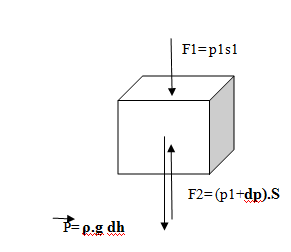 F1=p1s1
F2=(p1+dp).S
P=ρ.g dh